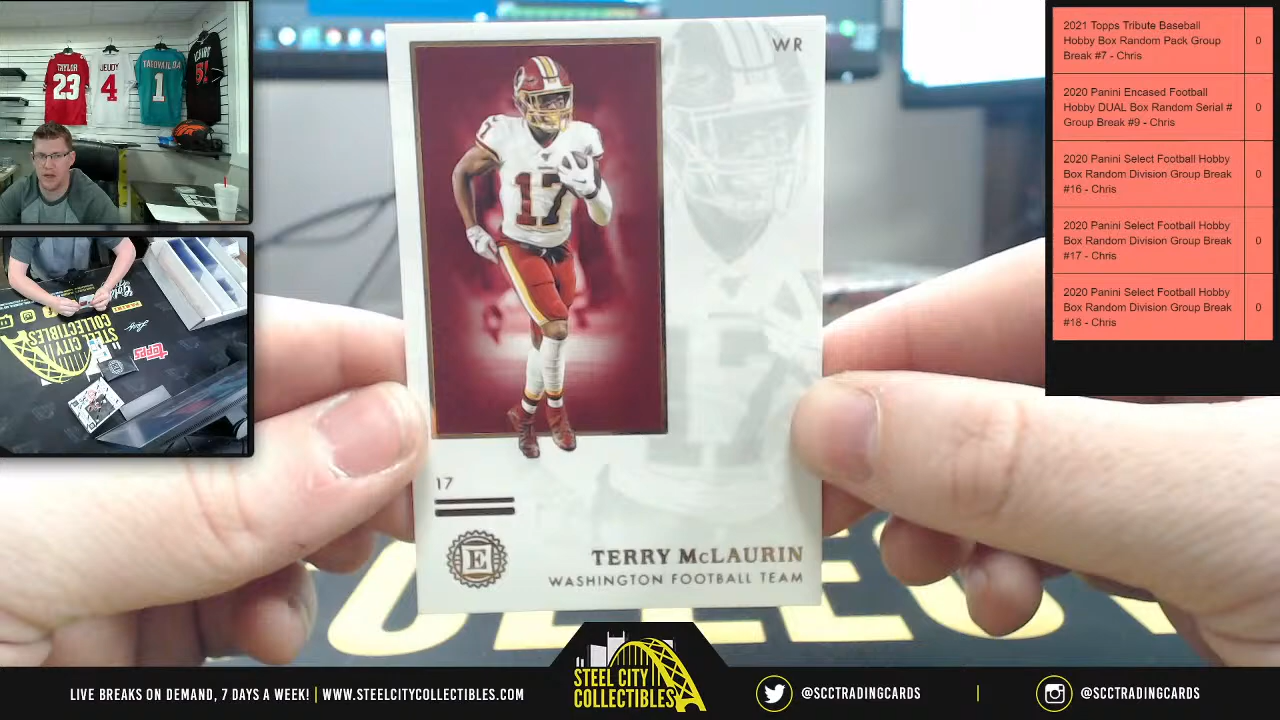 TAYLOR
23
JEUDY
4
TAGOVAILOA
1
STEEL CITY
COLLECTIBLES
topps
WR
17
17
17
E
TERRY McLAURIN
WASHINGTON FOOTBALL TEAM
2021 Topps Tribute Baseball
Hobby Box Random Pack Group
Break #7 - Chris
0
2020 Panini Encased Football
Hobby DUAL Box Random Serial #
Group Break #9 - Chris
0
2020 Panini Select Football Hobby
Box Random Division Group Break
#16 - Chris
0
2020 Panini Select Football Hobby
Box Random Division Group Break
#17 - Chris
0
2020 Panini Select Football Hobby
Box Random Division Group Break
#18 - Chris
0
LIVE BREAKS ON DEMAND, 7 DAYS A WEEK! | WWW.STEELCITYCOLLECTIBLES.COM
STEEL CITY
COLLECTIBLES
@SCCTRADINGCARDS
@SCCTRADINGCARDS